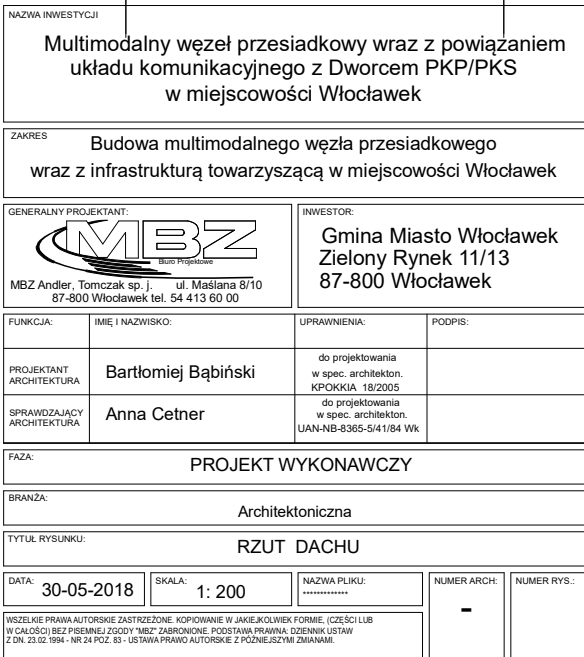 NAZWA INWESTYCJI
Multimodalny węzeł przesiadkowy wraz z powiązaniem
układu komunikacyjnego z Dworcem PKP/PKS
w miejscowości Włocławek
ZAKRES
Budowa multimodalnego węzła przesiadkowego
wraz z infrastrukturą towarzyszącą w miejscowości Włocławek
GENERALNY PROJEKTANT:
MBZ
Biuro Projektowe
MBZ Andler, Tomczak sp. j. ul. Maślana 8/10
87-800 Włocławek tel. 54 413 60 00
INWESTOR:
Gmina Miasto Włocławek
Zielony Rynek 11/13
87-800 Włocławek
FUNKCJA: IMIĘ I NAZWISKO: UPRAWNIENIA: PODPIS:
PROJEKTANT
ARCHITEKTURA
Bartłomiej Bąbiński
do projektowania
w spec. architekton.
KPOKKIA 18/2005
SPRAWDZAJĄCY
ARCHITEKTURA
Anna Cetner
do projektowania
w spec. architekton.
UAN-NB-8365-5/41/84 Wk
FAZA:
PROJEKT WYKONAWCZY
BRANŻA:
Architektoniczna
TYTUŁ RYSUNKU:
RZUT DACHU
DATA: 30-05-2018
SKALA: 1: 200
NAZWA PLIKU:
*************
NUMER ARCH:
-
NUMER RYS.:
WSZELKIE PRAWA AUTORSKIE ZASTRZEŻONE. KOPIOWANIE W JAKIEJKOLWIEK FORMIE, (CZĘŚCI LUB
W CAŁOŚCI) BEZ PISEMNEJ ZGODY "MBZ" ZABRONIONE. PODSTAWA PRAWNA: DZIENNIK USTAW
Z DN. 23.02.1994 - NR 24 POZ. 83 - USTAWA PRAWO AUTORSKIE Z PÓŹNIEJSZYMI ZMIANAMI.